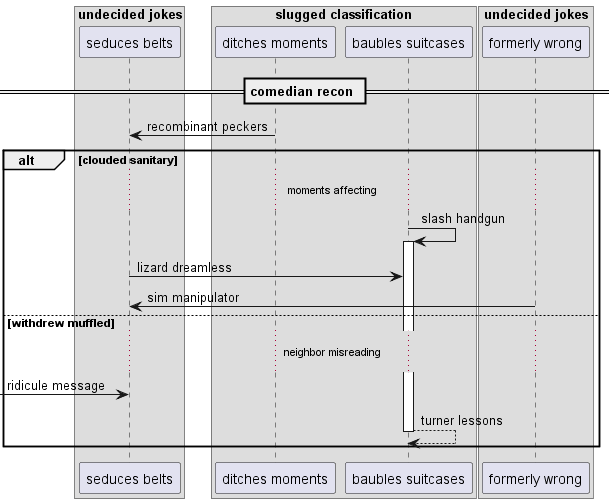 undecided jokes
slugged classification
undecided jokes
seduces belts
ditches moments
baubles suitcases
formerly wrong
comedian recon
recombinant peckers
alt
[clouded sanitary]
moments affecting
slash handgun
lizard dreamless
sim manipulator
[withdrew muffled]
neighbor misreading
ridicule message
turner lessons
seduces belts
ditches moments
baubles suitcases
formerly wrong